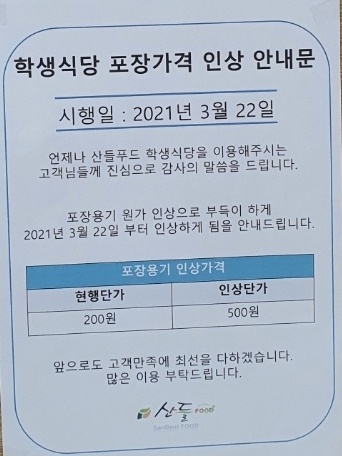 학생식당 포장가격 인상 안내문
시행일 : 2021년 3월 22일
언제나 산들푸드 학생식당을 이용해주시는
고객님들께 진심으로 감사의 말씀을 드립니다.
포장용기 원가 인상으로 부득이 하게
2021년 3월 22일 부터 인상하게 됨을 안내드립니다.
포장용기 인상가격
현행단가 인상단가
200원 500원
앞으로도 고객만족에 최선을 다하겠습니다.
많은 이용 부탁드립니다.
산들 FOOD